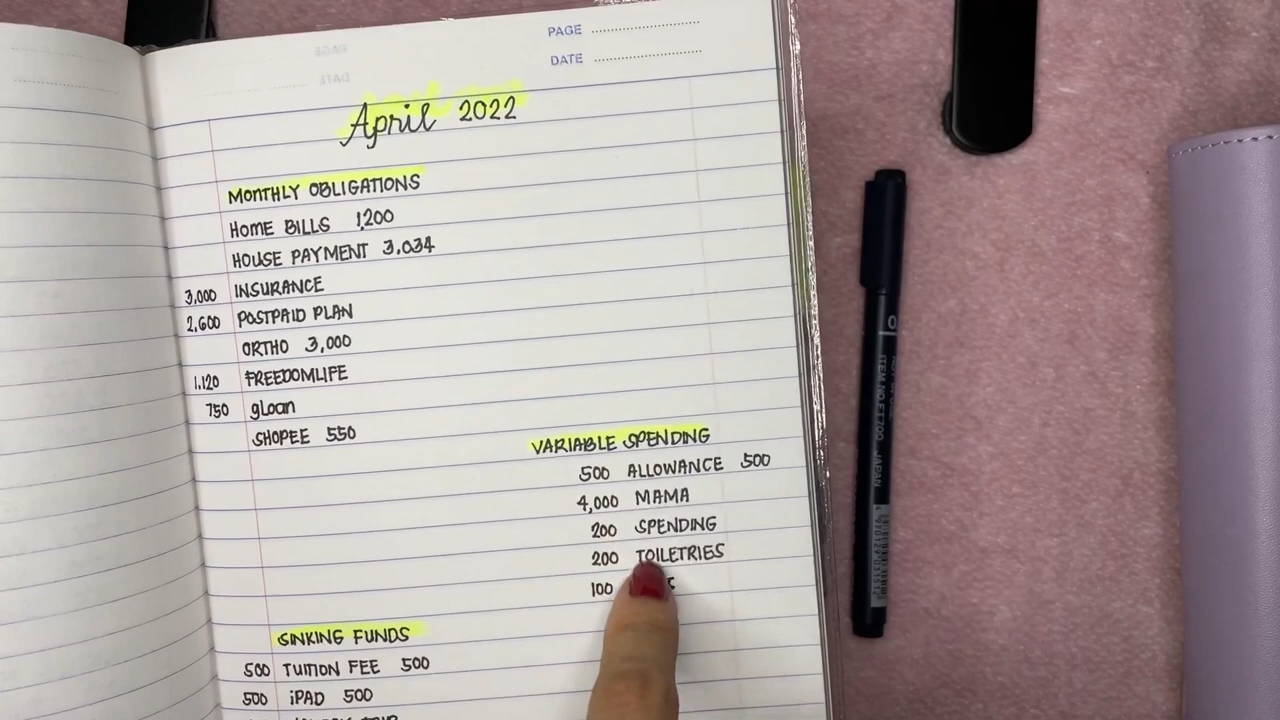 PAGE
DATE
April 2022
MONTHLY OBLIGATIONS
HOME BILLS 1,200
HOUSE PAYMENT 3,034
3,000 INSURANCE
2,600 POSTPAID PLAN
ORTHO 3,000
1,120 FREEDOMLIFE
750 gLoan
SHOPEE 550
VARIABLE SPENDING
500 ALLOWANCE 500
4,000 MAMA
200 SPENDING
200 TOILETRIES
100
SINKING FUNDS
500 TUITION FEE 500
500 iPAD 500
JAPAN